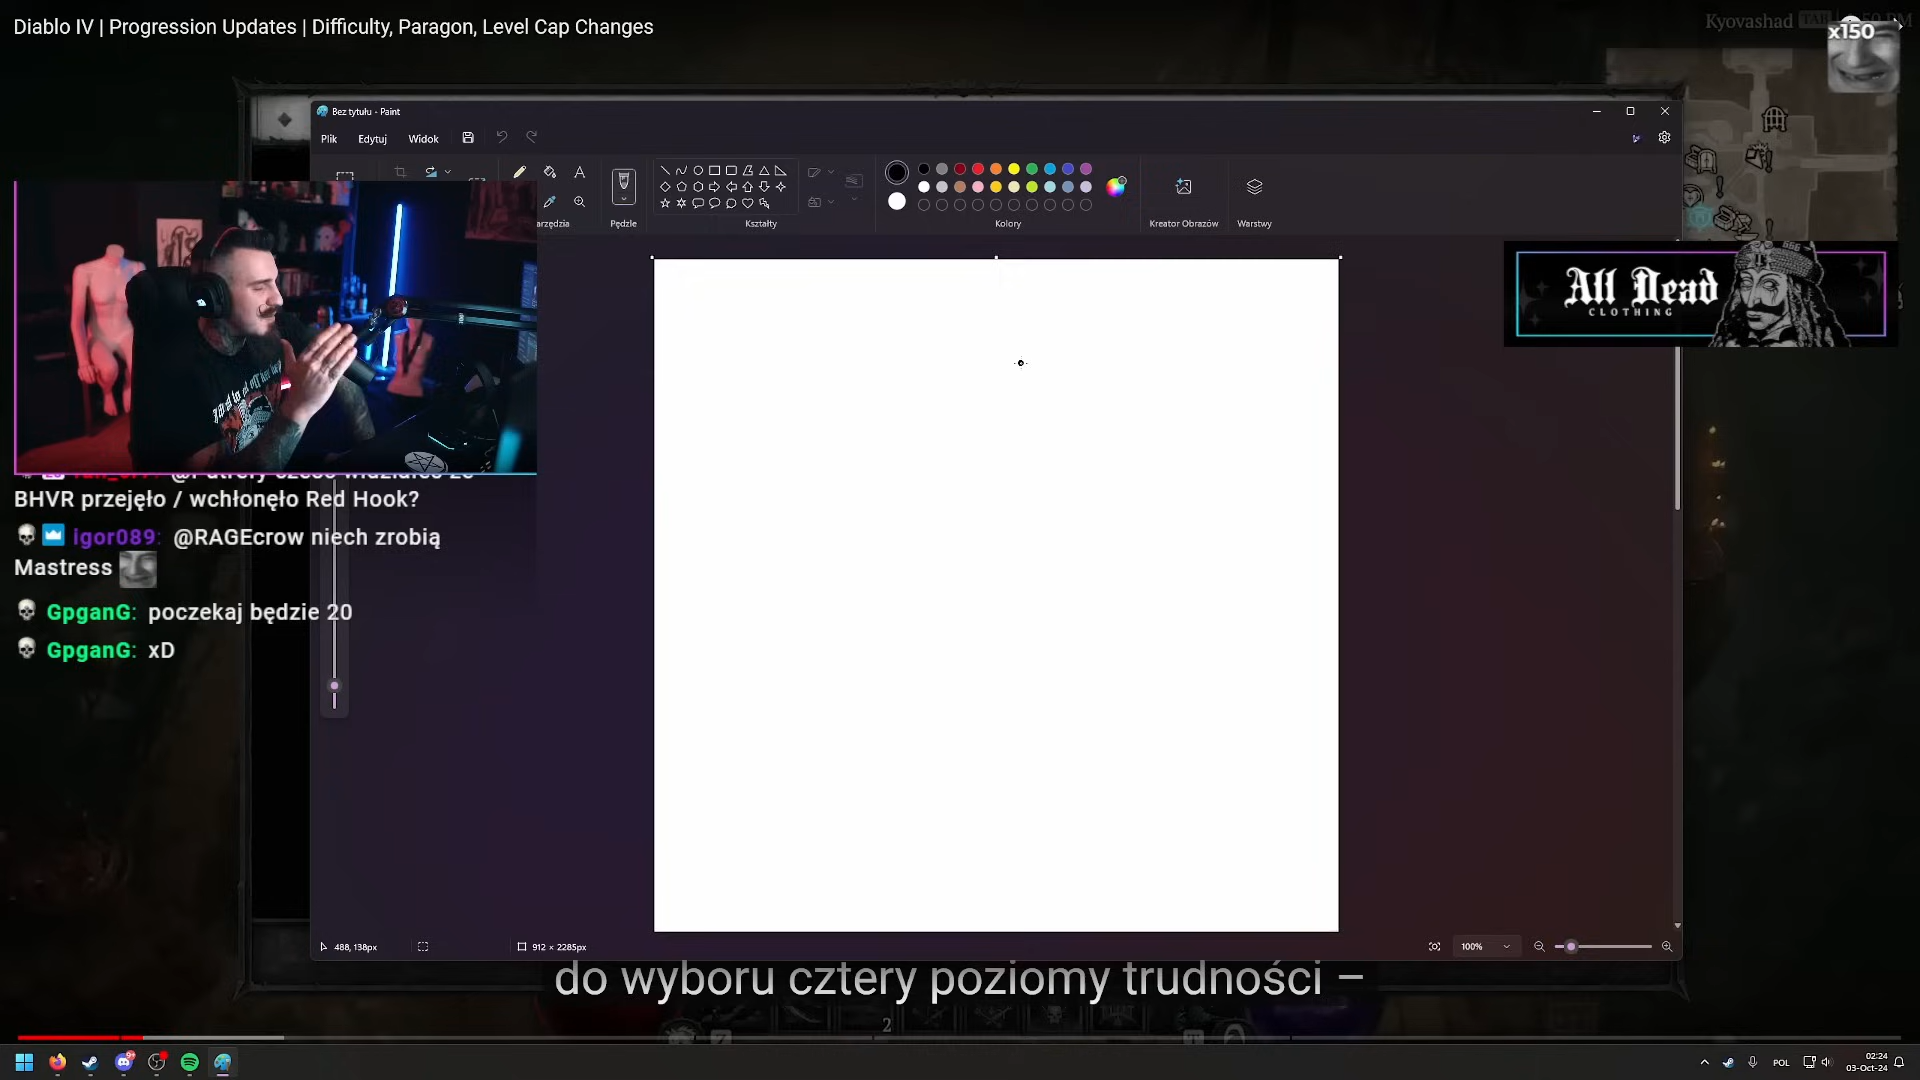 Diablo IV | Progression Updates | Difficulty, Paragon, Level Cap Changes
Kyovashad
x150
Bez tytułu - Paint
Plik Edytuj Widok
Pędzle
Kształty
Kolory
Kreator Obrazów
Warstwy
All Dead
CLOTHING
BHVR przejęło / wchłonęło Red Hook?
igor089: @RAGEcrow niech zrobią
Mastress
GpganG: poczekaj będzie 20
GpganG: xD
488, 138px
912 × 2285px
100%
do wyboru cztery poziomy trudności –
2
POL
02:24
03-Oct-24